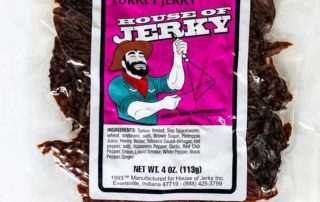 TURKEY JERKY
HOUSE OF
JERKY
INGREDIENTS: Turkey Breast, Soy Sauce(water,
wheat, soybeans, salt), Brown Sugar, Pineapple
Juice, Honey, Water, Tabasco Sauce(vinegar, red
pepper, salt), Habanero Pepper, Garlic, Red Chili
Pepper, Onion, Liquid Smoke, White Pepper, Black
Pepper, Ginger
NET WT. 4 OZ. (113g)
1993™ Manufactured for House of Jerky Inc.
Evansville, Indiana 47719 - (888) 425-3759